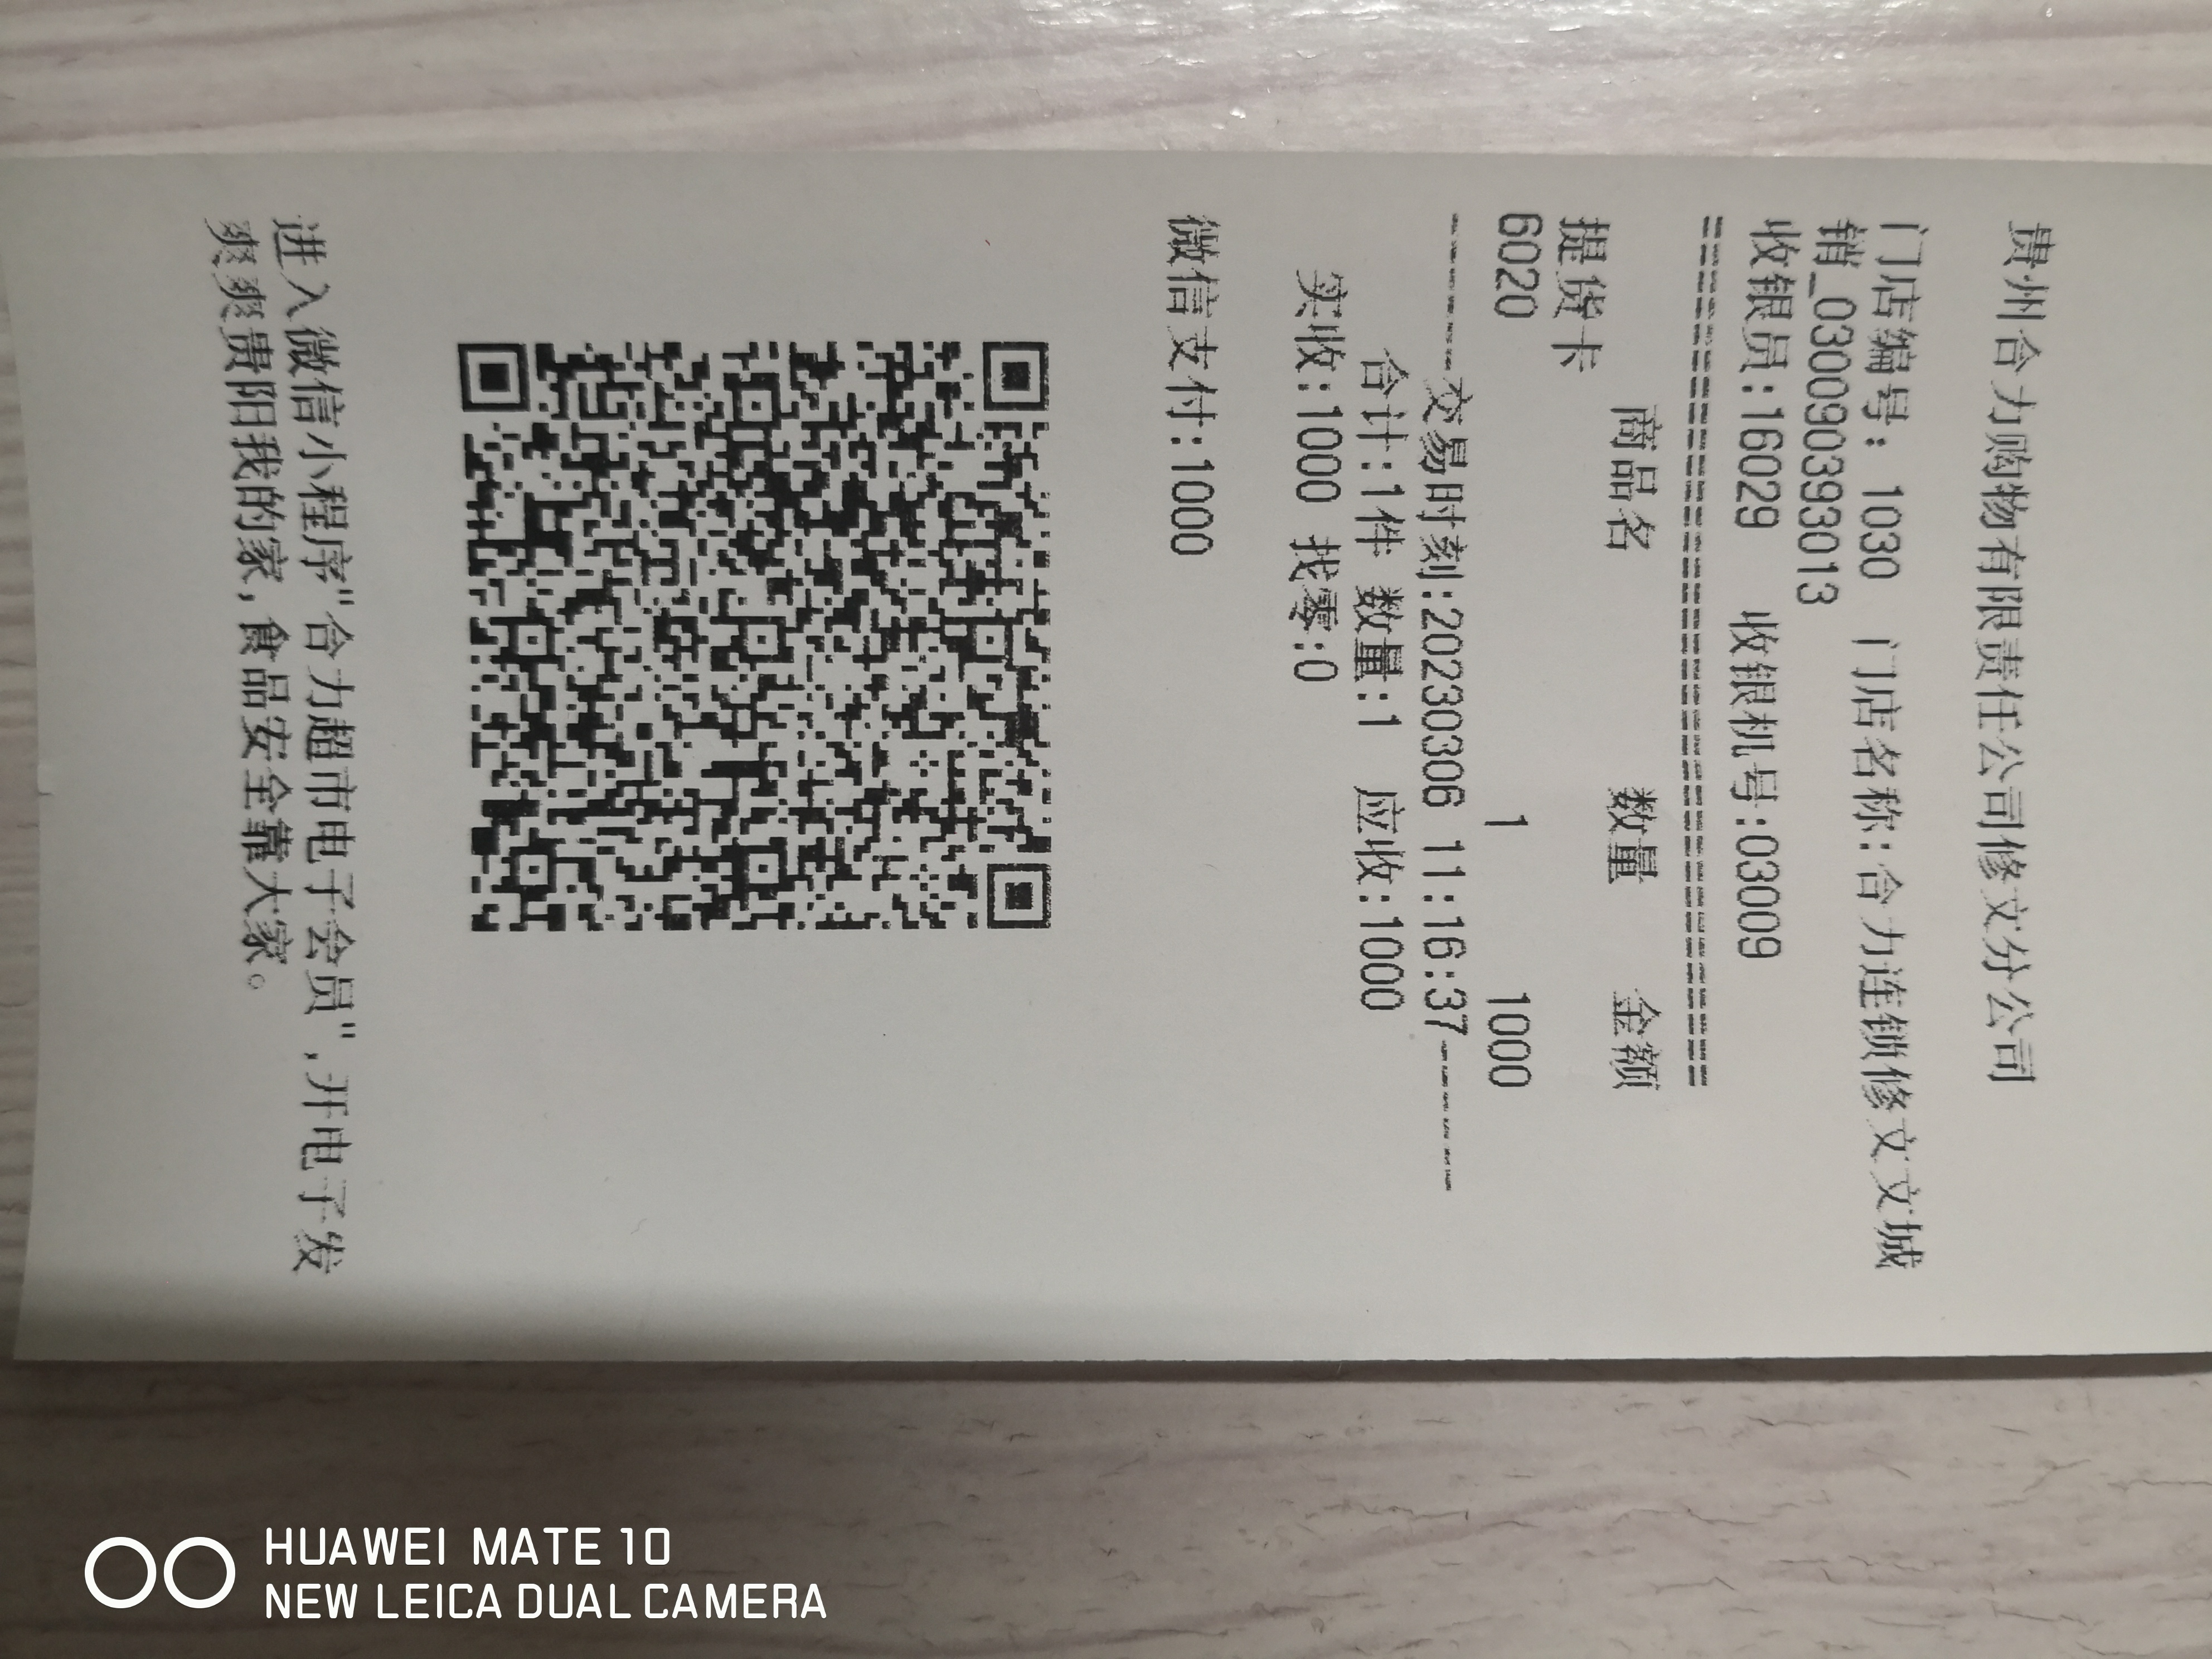 贵州合力购物有限责任公司修文分公司
门店编号: 1030 门店名称:合力连锁修文文城
销_0300903993013
收银员:16029 收银机号:03009
==========================================
商品名 数量 金额
提货卡
6020 1 1000
------交易时刻:20230306 11:16:37------
合计:1件 数量:1 应收:1000
实收:1000 找零:0
微信支付:1000
进入微信小程序"合力超市电子会员",开电子发
爽爽贵阳我的家,食品安全靠大家。
HUAWEI MATE 10
NEW LEICA DUAL CAMERA